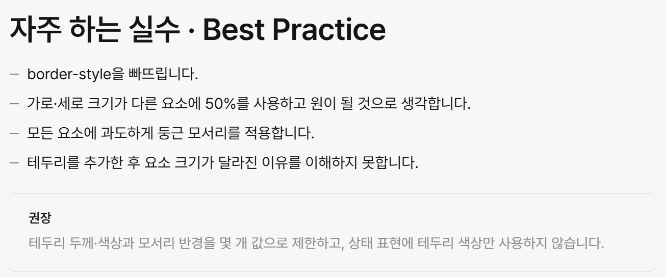 자주 하는 실수 · Best Practice
— border-style을 빠뜨립니다.
— 가로·세로 크기가 다른 요소에 50%를 사용하고 원이 될 것으로 생각합니다.
— 모든 요소에 과도하게 둥근 모서리를 적용합니다.
— 테두리를 추가한 후 요소 크기가 달라진 이유를 이해하지 못합니다.
권장
테두리 두께·색상과 모서리 반경을 몇 개 값으로 제한하고, 상태 표현에 테두리 색상만 사용하지 않습니다.